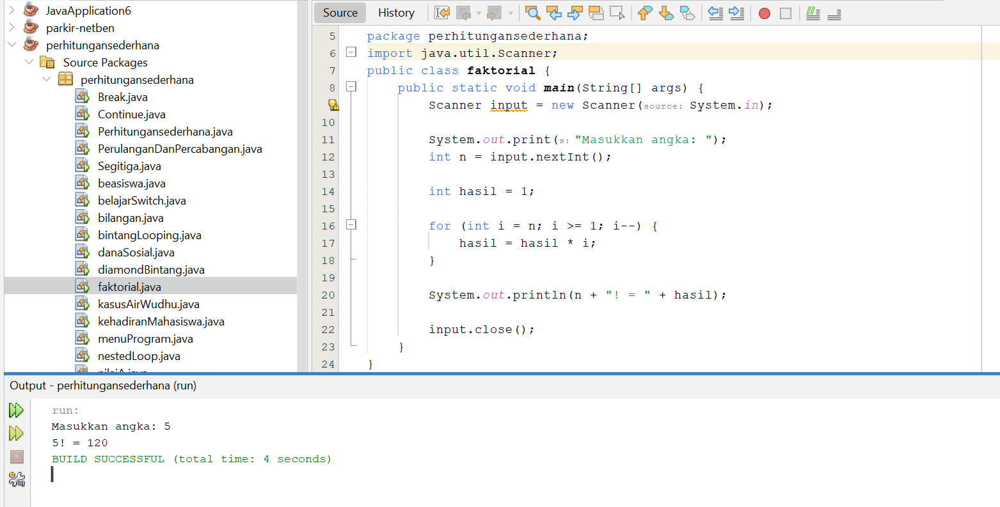 JavaApplication6
parkir-netben
perhitungansederhana
Source Packages
perhitungansederhana
Break.java
Continue.java
Perhitungansederhana.java
PerulanganDanPercabangan.java
Segitiga.java
beasiswa.java
belajarSwitch.java
bilangan.java
bintangLooping.java
danaSosial.java
diamondBintang.java
faktorial.java
kasusAirWudhu.java
kehadiranMahasiswa.java
menuProgram.java
nestedLoop.java
Source History
5 package perhitungansederhana;
6 import java.util.Scanner;
7 public class faktorial {
8 public static void main(String[] args) {
Scanner input = new Scanner(source: System.in);
10
11 System.out.print(s: "Masukkan angka: ");
12 int n = input.nextInt();
13
14 int hasil = 1;
15
16 for (int i = n; i >= 1; i--) {
17 hasil = hasil * i;
18 }
19
20 System.out.println(n + "! = " + hasil);
21
22 input.close();
23 }
24 }
Output - perhitungansederhana (run)
run:
Masukkan angka: 5
5! = 120
BUILD SUCCESSFUL (total time: 4 seconds)